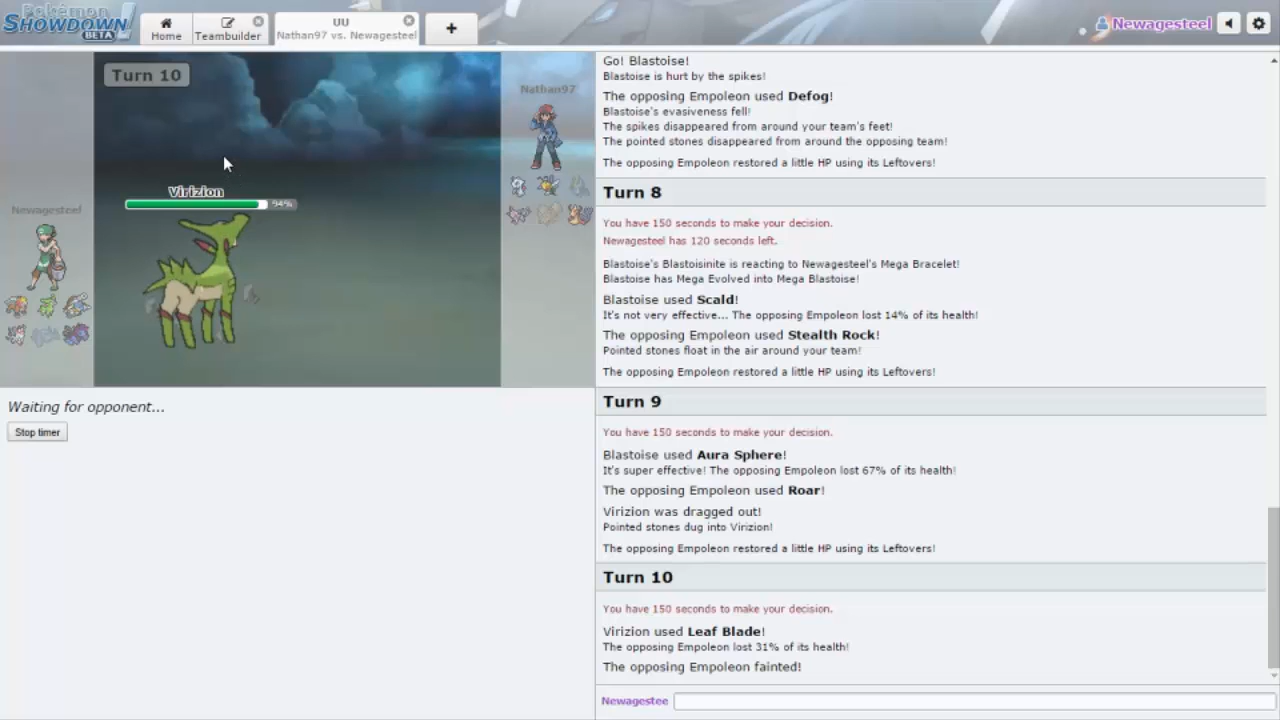 Pokémon
SHOWDOWN!
BETA
Home
Teambuilder
UU
Nathan97 vs. Newagesteel
+
Newagesteel
Turn 10
Nathan97
Virizion
94%
Newagesteel
Waiting for opponent...
Stop timer
Go! Blastoise!
Blastoise is hurt by the spikes!
The opposing Empoleon used Defog!
Blastoise's evasiveness fell!
The spikes disappeared from around your team's feet!
The pointed stones disappeared from around the opposing team!
The opposing Empoleon restored a little HP using its Leftovers!
Turn 8
You have 150 seconds to make your decision.
Newagesteel has 120 seconds left.
Blastoise's Blastoisinite is reacting to Newagesteel's Mega Bracelet!
Blastoise has Mega Evolved into Mega Blastoise!
Blastoise used Scald!
It's not very effective... The opposing Empoleon lost 14% of its health!
The opposing Empoleon used Stealth Rock!
Pointed stones float in the air around your team!
The opposing Empoleon restored a little HP using its Leftovers!
Turn 9
You have 150 seconds to make your decision.
Blastoise used Aura Sphere!
It's super effective! The opposing Empoleon lost 67% of its health!
The opposing Empoleon used Roar!
Virizion was dragged out!
Pointed stones dug into Virizion!
The opposing Empoleon restored a little HP using its Leftovers!
Turn 10
You have 150 seconds to make your decision.
Virizion used Leaf Blade!
The opposing Empoleon lost 31% of its health!
The opposing Empoleon fainted!
Newagestee